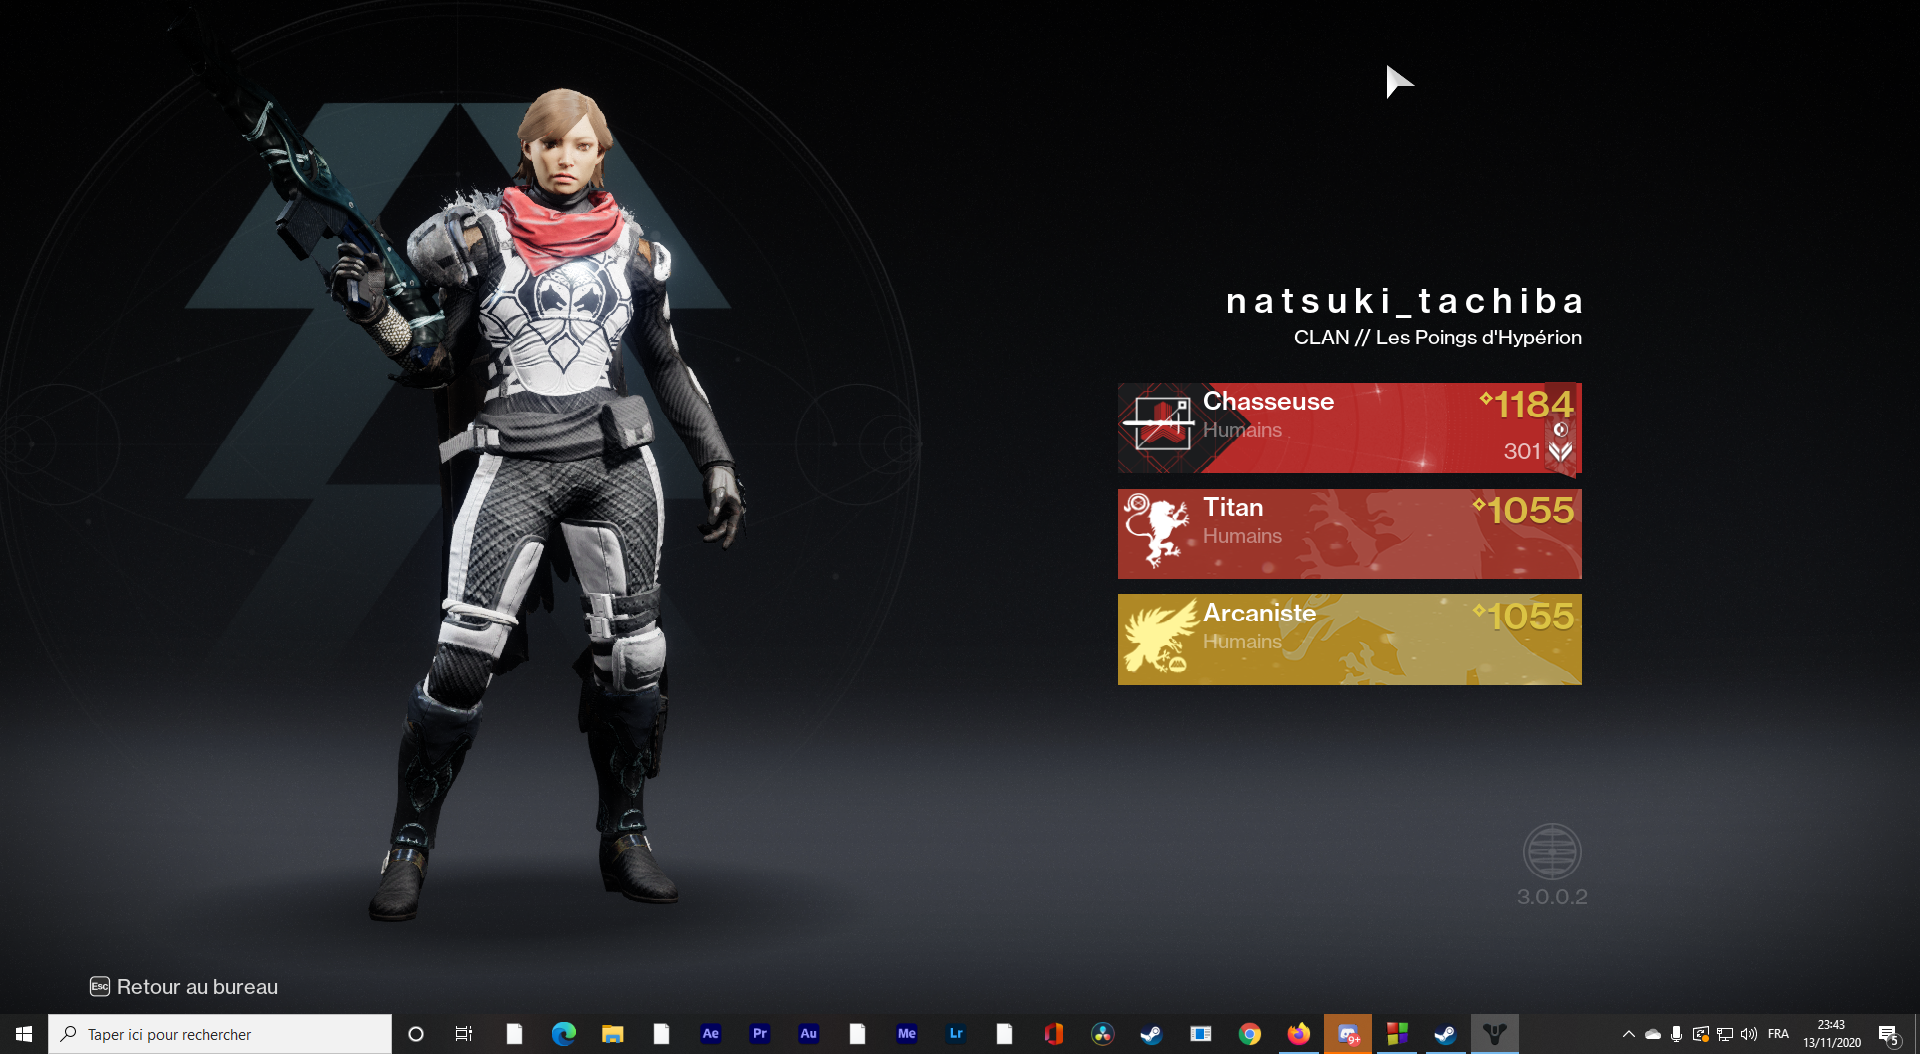 natsuki_tachiba
CLAN // Les Poings d'Hypérion
Chasseuse
1184
Humains
301
Titan
1055
Humains
Arcaniste
1055
Humains
3.0.0.2
Esc Retour au bureau
Taper ici pour rechercher
Ae
Pr
Au
Me
Lr
9+
FRA
23:43
13/11/2020
5